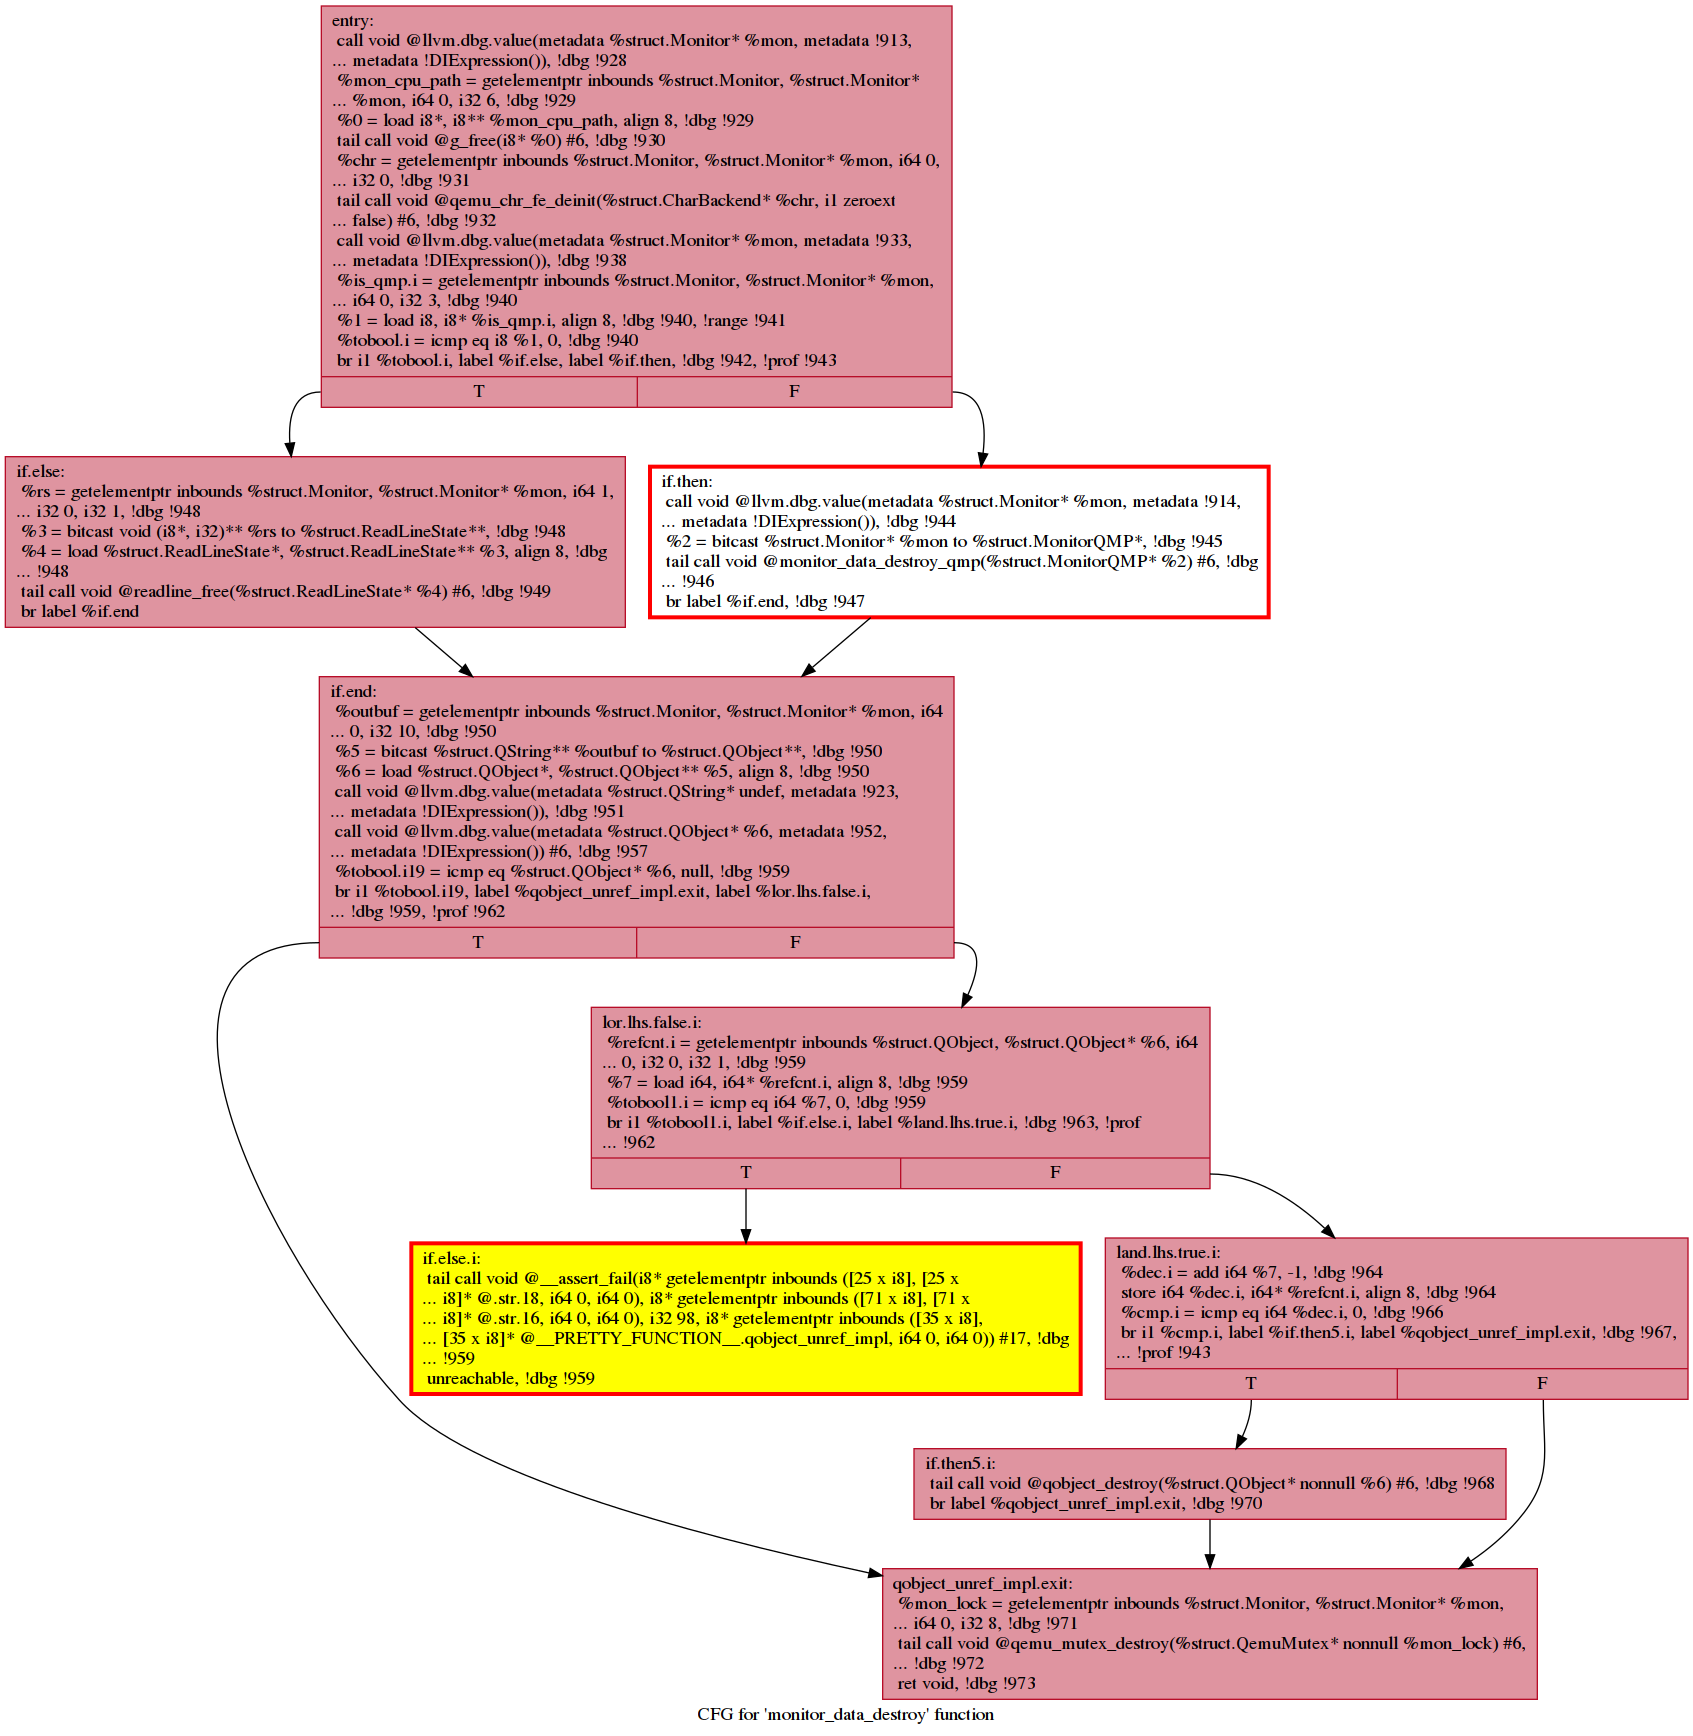 entry:
call void @llvm.dbg.value(metadata %struct.Monitor* %mon, metadata !913,
... metadata !DIExpression()), !dbg !928
%mon_cpu_path = getelementptr inbounds %struct.Monitor, %struct.Monitor*
... %mon, i64 0, i32 6, !dbg !929
%0 = load i8*, i8** %mon_cpu_path, align 8, !dbg !929
tail call void @g_free(i8* %0) #6, !dbg !930
%chr = getelementptr inbounds %struct.Monitor, %struct.Monitor* %mon, i64 0,
... i32 0, !dbg !931
tail call void @qemu_chr_fe_deinit(%struct.CharBackend* %chr, i1 zeroext
... false) #6, !dbg !932
call void @llvm.dbg.value(metadata %struct.Monitor* %mon, metadata !933,
... metadata !DIExpression()), !dbg !938
%is_qmp.i = getelementptr inbounds %struct.Monitor, %struct.Monitor* %mon,
... i64 0, i32 3, !dbg !940
%1 = load i8, i8* %is_qmp.i, align 8, !dbg !940, !range !941
%tobool.i = icmp eq i8 %1, 0, !dbg !940
br i1 %tobool.i, label %if.else, label %if.then, !dbg !942, !prof !943
T F
if.else:
%rs = getelementptr inbounds %struct.Monitor, %struct.Monitor* %mon, i64 1,
... i32 0, i32 1, !dbg !948
%3 = bitcast void (i8*, i32)** %rs to %struct.ReadLineState**, !dbg !948
%4 = load %struct.ReadLineState*, %struct.ReadLineState** %3, align 8, !dbg
... !948
tail call void @readline_free(%struct.ReadLineState* %4) #6, !dbg !949
br label %if.end
if.then:
call void @llvm.dbg.value(metadata %struct.Monitor* %mon, metadata !914,
... metadata !DIExpression()), !dbg !944
%2 = bitcast %struct.Monitor* %mon to %struct.MonitorQMP*, !dbg !945
tail call void @monitor_data_destroy_qmp(%struct.MonitorQMP* %2) #6, !dbg
... !946
br label %if.end, !dbg !947
if.end:
%outbuf = getelementptr inbounds %struct.Monitor, %struct.Monitor* %mon, i64
... 0, i32 10, !dbg !950
%5 = bitcast %struct.QString** %outbuf to %struct.QObject**, !dbg !950
%6 = load %struct.QObject*, %struct.QObject** %5, align 8, !dbg !950
call void @llvm.dbg.value(metadata %struct.QString* undef, metadata !923,
... metadata !DIExpression()), !dbg !951
call void @llvm.dbg.value(metadata %struct.QObject* %6, metadata !952,
... metadata !DIExpression()) #6, !dbg !957
%tobool.i19 = icmp eq %struct.QObject* %6, null, !dbg !959
br i1 %tobool.i19, label %qobject_unref_impl.exit, label %lor.lhs.false.i,
... !dbg !959, !prof !962
T F
lor.lhs.false.i:
%refcnt.i = getelementptr inbounds %struct.QObject, %struct.QObject* %6, i64
... 0, i32 0, i32 1, !dbg !959
%7 = load i64, i64* %refcnt.i, align 8, !dbg !959
%tobool1.i = icmp eq i64 %7, 0, !dbg !959
br i1 %tobool1.i, label %if.else.i, label %land.lhs.true.i, !dbg !963, !prof
... !962
T F
if.else.i:
tail call void @__assert_fail(i8* getelementptr inbounds ([25 x i8], [25 x
... i8]* @.str.18, i64 0, i64 0), i8* getelementptr inbounds ([71 x i8], [71 x
... i8]* @.str.16, i64 0, i64 0), i32 98, i8* getelementptr inbounds ([35 x i8],
... [35 x i8]* @__PRETTY_FUNCTION__.qobject_unref_impl, i64 0, i64 0)) #17, !dbg
... !959
unreachable, !dbg !959
land.lhs.true.i:
%dec.i = add i64 %7, -1, !dbg !964
store i64 %dec.i, i64* %refcnt.i, align 8, !dbg !964
%cmp.i = icmp eq i64 %dec.i, 0, !dbg !966
br i1 %cmp.i, label %if.then5.i, label %qobject_unref_impl.exit, !dbg !967,
... !prof !943
T F
if.then5.i:
tail call void @qobject_destroy(%struct.QObject* nonnull %6) #6, !dbg !968
br label %qobject_unref_impl.exit, !dbg !970
qobject_unref_impl.exit:
%mon_lock = getelementptr inbounds %struct.Monitor, %struct.Monitor* %mon,
... i64 0, i32 8, !dbg !971
tail call void @qemu_mutex_destroy(%struct.QemuMutex* nonnull %mon_lock) #6,
... !dbg !972
ret void, !dbg !973
CFG for 'monitor_data_destroy' function